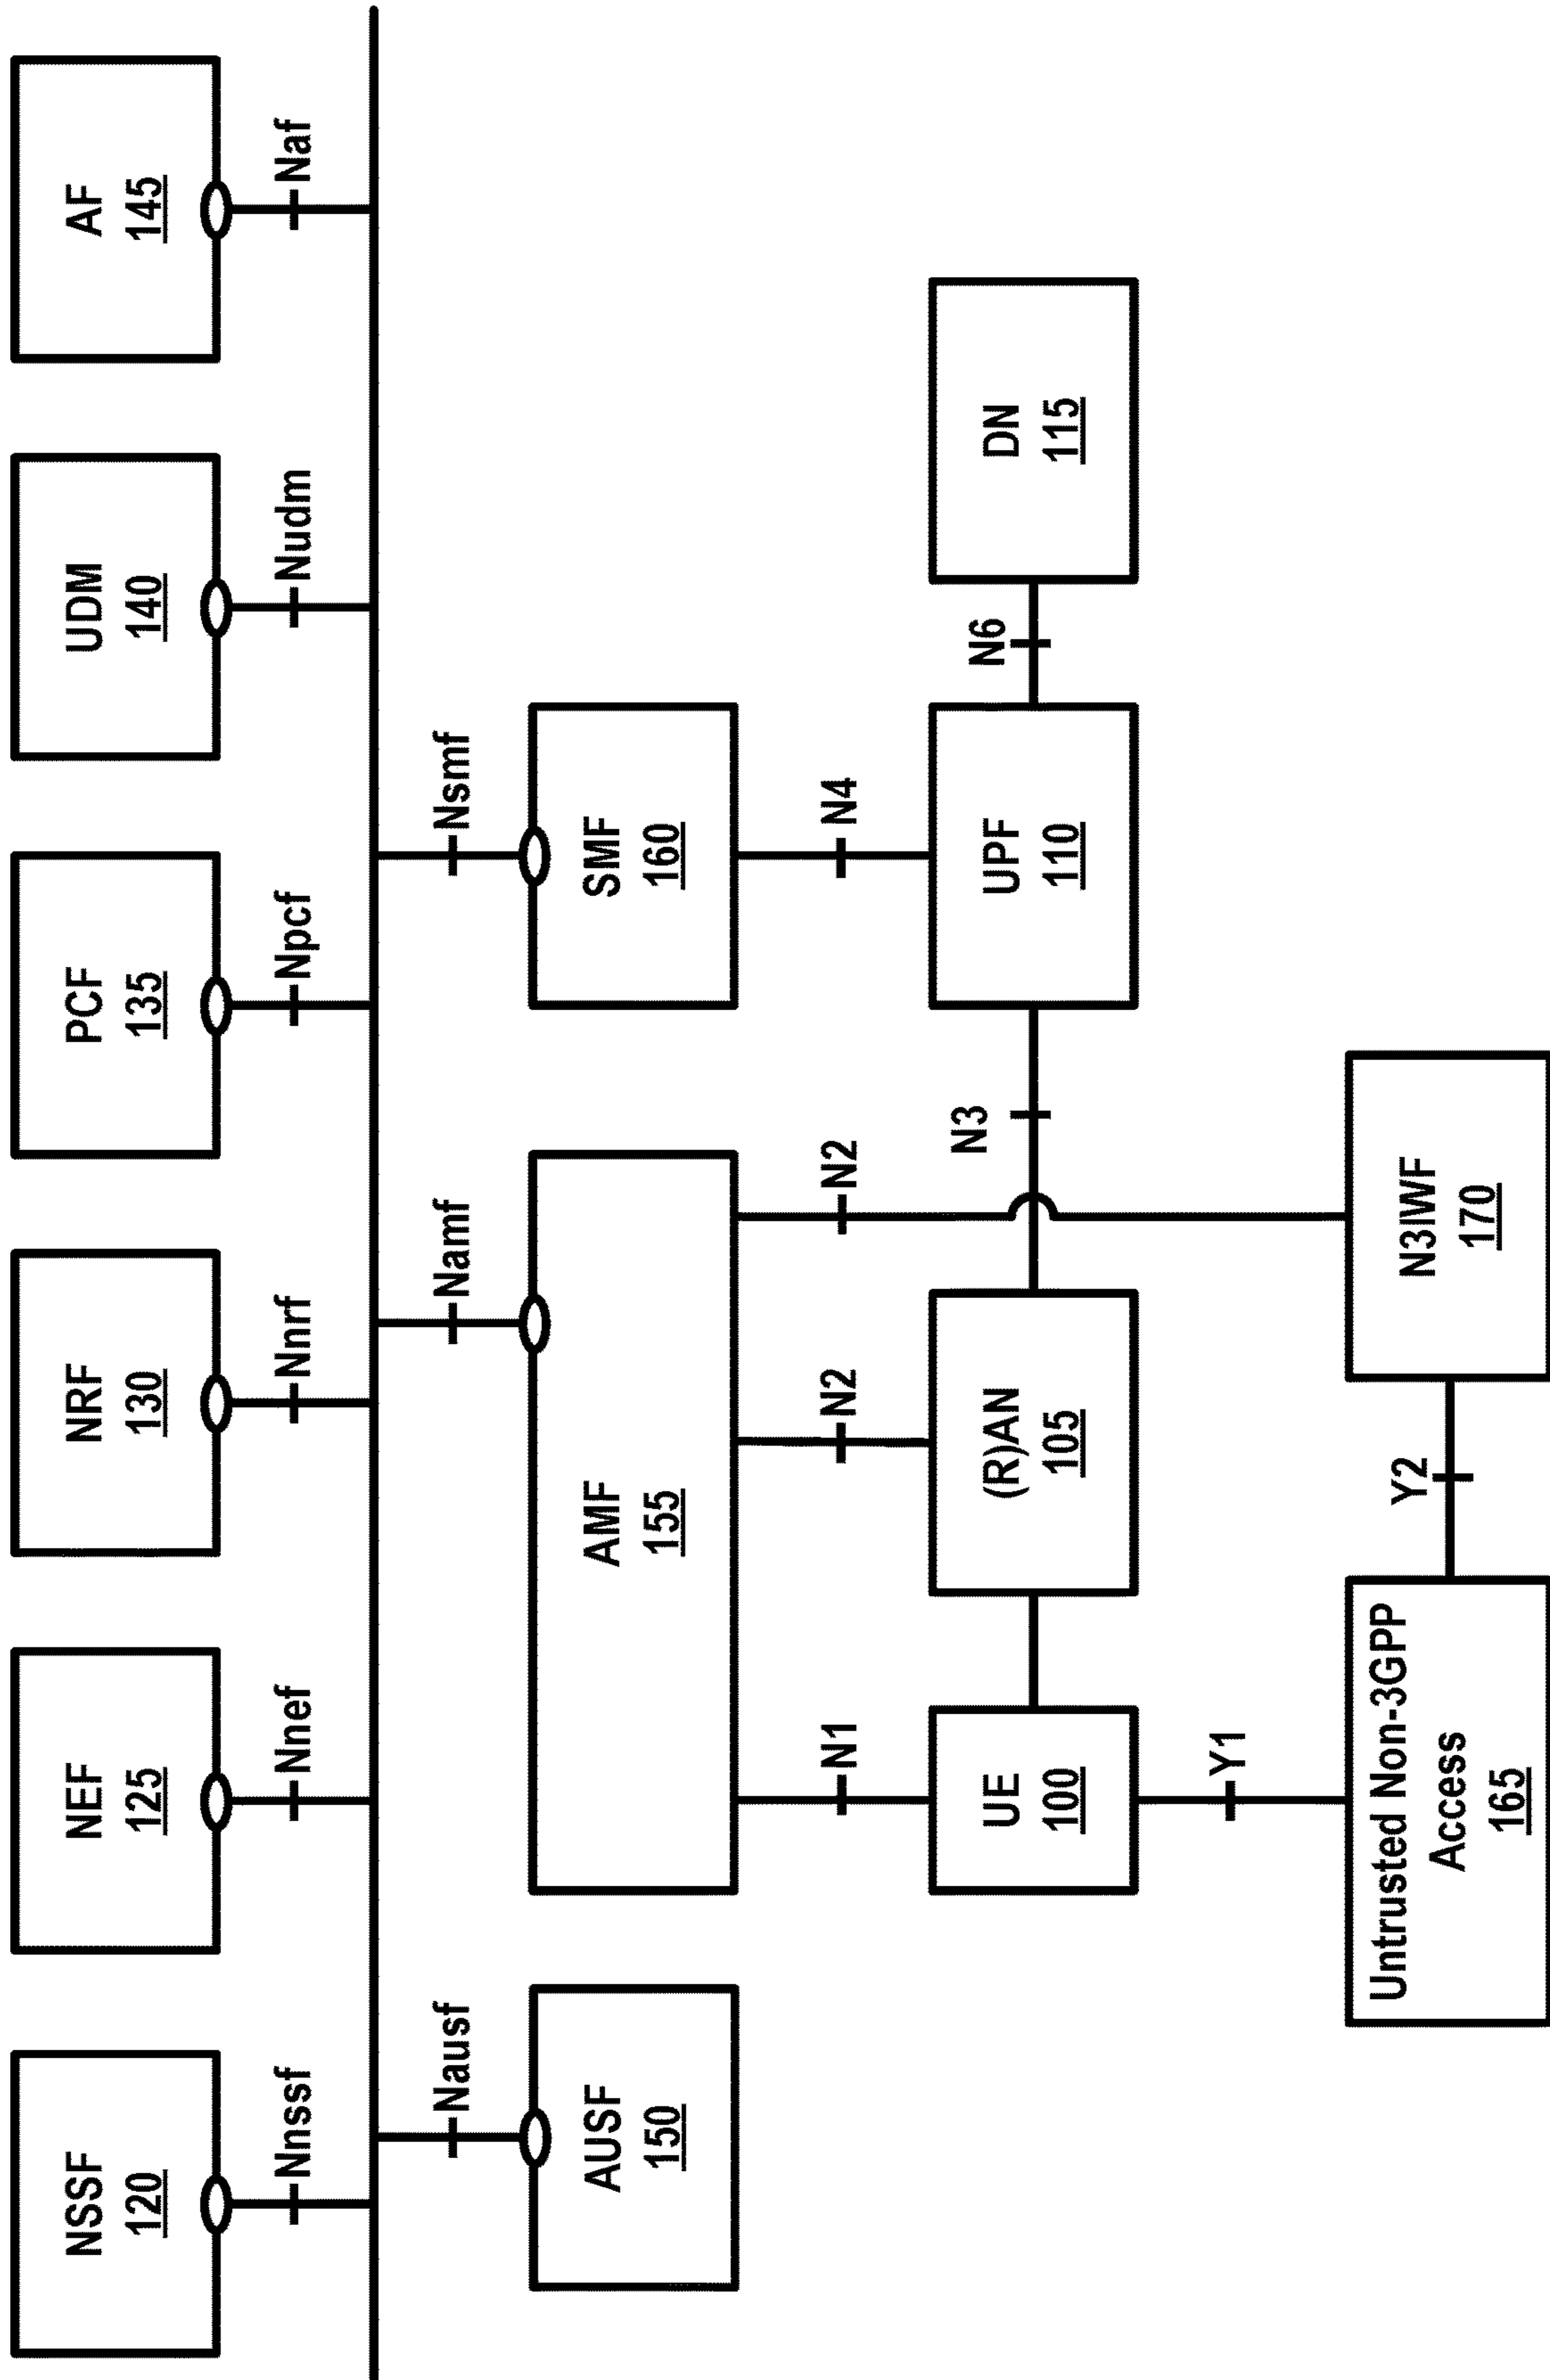 NSSF
120
NEF
125
NRF
130
PCF
135
UDM
140
AF
145
Nnssf
Nnef
Nnrf
Npcf
Nudm
Naf
Nausf
Namf
Nsmf
AUSF
150
AMF
155
SMF
160
N1
N2
N2
N4
UE
100
(R)AN
105
N3
UPF
110
N6
DN
115
Y1
Untrusted Non-3GPP
Access
165
Y2
N3IWF
170